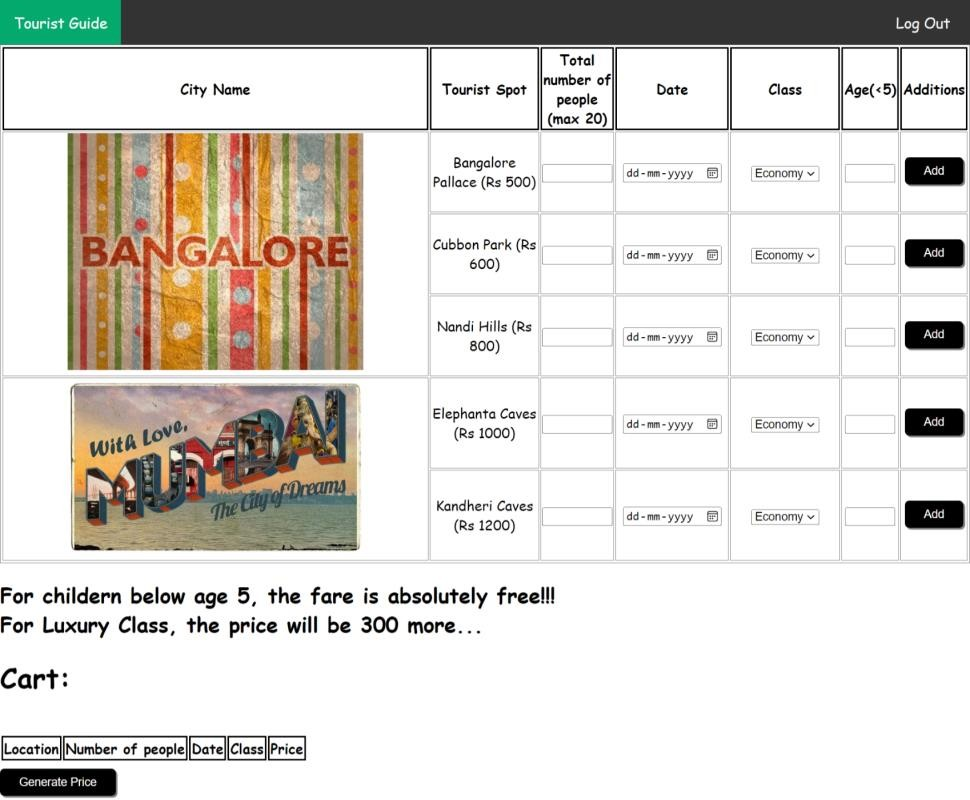 Tourist Guide
Log Out
City Name
Tourist Spot
Total
number of
people
(max 20)
Date
Class
Age(<5)
Additions
BANGALORE
Bangalore
Pallace (Rs 500)
dd-mm-yyyy
Economy
Add
Cubbon Park (Rs
600)
dd-mm-yyyy
Economy
Add
Nandi Hills (Rs
800)
dd-mm-yyyy
Economy
Add
With Love,
MUMBAI
The City of Dreams
Elephanta Caves
(Rs 1000)
dd-mm-yyyy
Economy
Add
Kandheri Caves
(Rs 1200)
dd-mm-yyyy
Economy
Add
For childern below age 5, the fare is absolutely free!!!
For Luxury Class, the price will be 300 more...
Cart:
Location
Number of people
Date
Class
Price
Generate Price